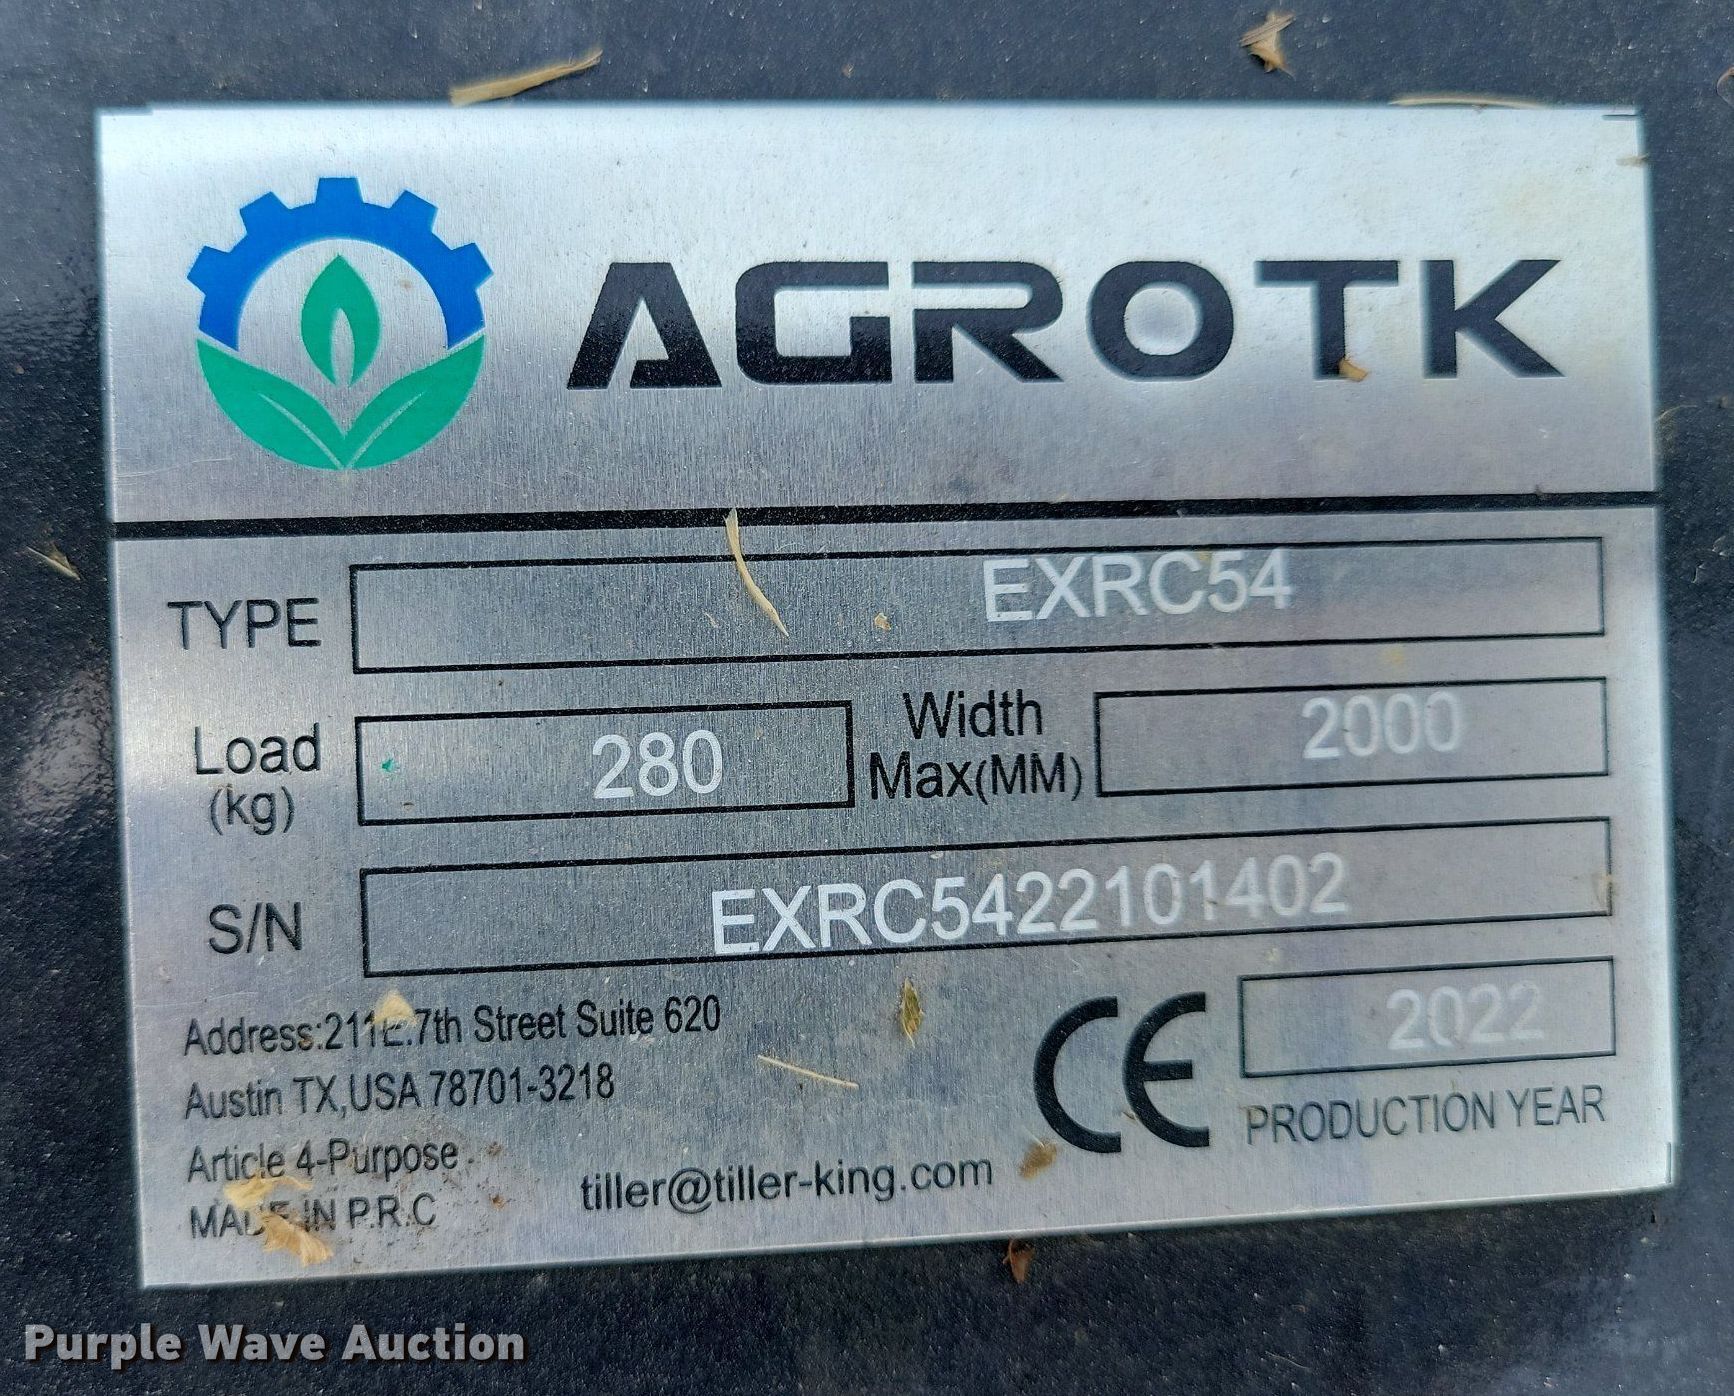 AGROTK
TYPE EXRC54
Load (kg) 280 Width Max(MM) 2000
S/N EXRC5422101402
Address:211E.7th Street Suite 620
Austin TX,USA 78701-3218
Article 4-Purpose
MADE IN P.R.C
tiller@tiller-king.com
CE
2022
PRODUCTION YEAR
Purple Wave Auction